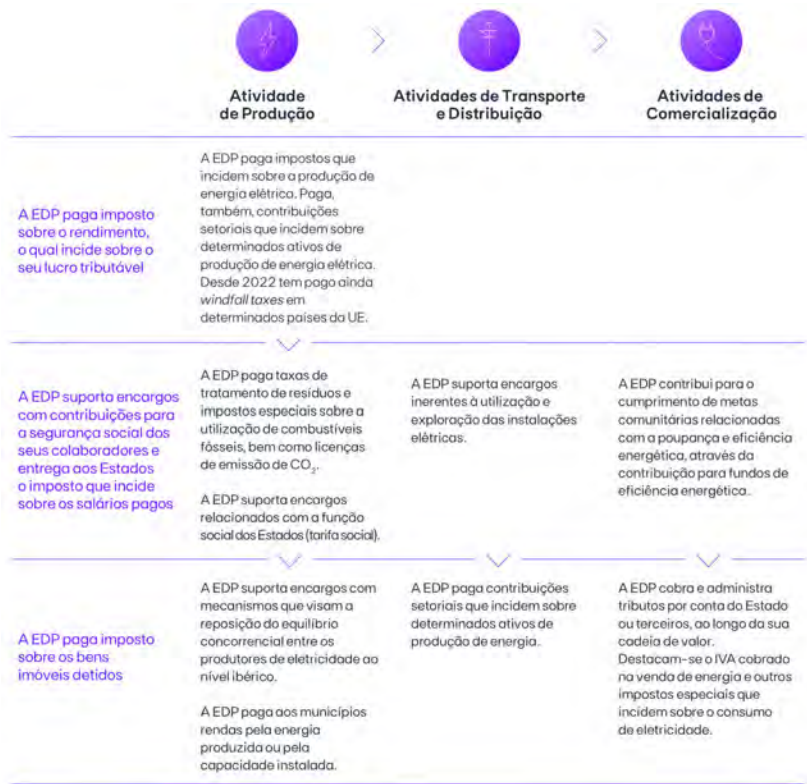 Atividade
de Produção
Atividades de Transporte
e Distribuição
Atividades de
Comercialização
A EDP paga imposto
sobre o rendimento,
o qual incide sobre o
seu lucro tributável
A EDP paga impostos que
incidem sobre a produção de
energia elétrica. Paga,
também, contribuições
setoriais que incidem sobre
determinados ativos de
produção de energia elétrica.
Desde 2022 tem pago ainda
windfall taxes em
determinados países da UE.
A EDP suporta encargos
com contribuições para
a segurança social dos
seus colaboradores e
entrega aos Estados
o imposto que incide
sobre os salários pagos
A EDP paga taxas de
tratamento de resíduos e
impostos especiais sobre a
utilização de combustíveis
fósseis, bem como licenças
de emissão de CO₂.
A EDP suporta encargos
relacionados com a função
social dos Estados (tarifa social).
A EDP suporta encargos
inerentes à utilização e
exploração das instalações
elétricas.
A EDP contribui para o
cumprimento de metas
comunitárias relacionadas
com a poupança e eficiência
energética, através da
contribuição para fundos de
eficiência energética.
A EDP paga imposto
sobre os bens
imóveis detidos
A EDP suporta encargos com
mecanismos que visam a
reposição do equilíbrio
concorrencial entre os
produtores de eletricidade ao
nível ibérico.
A EDP paga aos municípios
rendas pela energia
produzida ou pela
capacidade instalada.
A EDP paga contribuições
setoriais que incidem sobre
determinados ativos de
produção de energia.
A EDP cobra e administra
tributos por conta do Estado
ou terceiros, ao longo da sua
cadeia de valor.
Destacam-se o IVA cobrado
na venda de energia e outros
impostos especiais que
incidem sobre o consumo
de eletricidade.